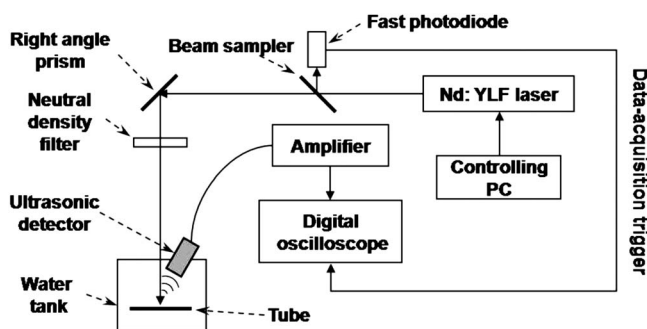 Fast photodiode
Right angle
prism
Beam sampler
Neutral
density
filter
Nd: YLF laser
Amplifier
Controlling
PC
Ultrasonic
detector
Digital
oscilloscope
Data-acquisition trigger
Water
tank
Tube